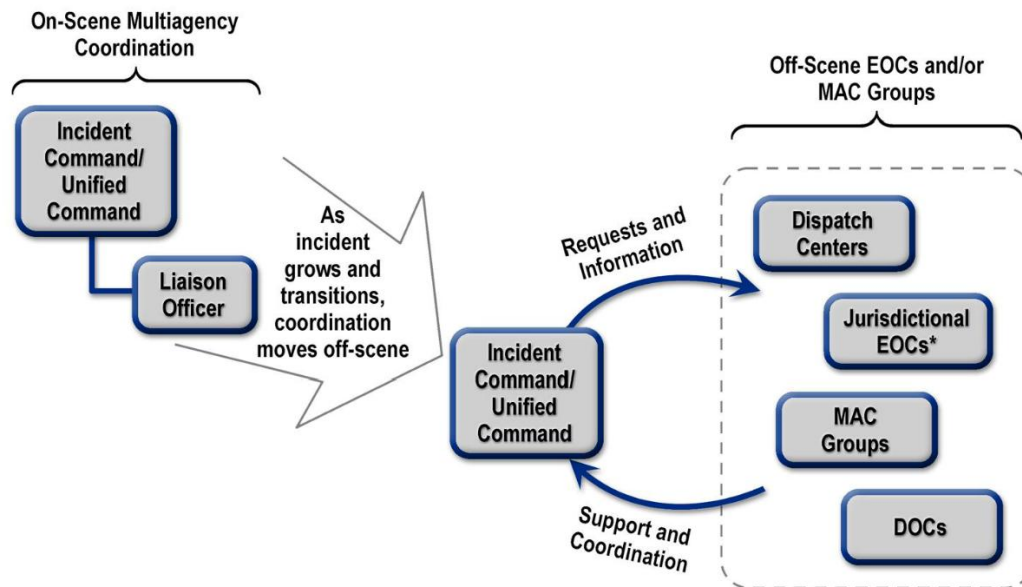 On-Scene Multiagency
Coordination
Incident
Command/
Unified
Command
Liaison
Officer
As
incident
grows and
transitions,
coordination
moves off-scene
Incident
Command/
Unified
Command
Requests and
Information
Support and
Coordination
Off-Scene EOCs and/or
MAC Groups
Dispatch
Centers
Jurisdictional
EOCs*
MAC
Groups
DOCs